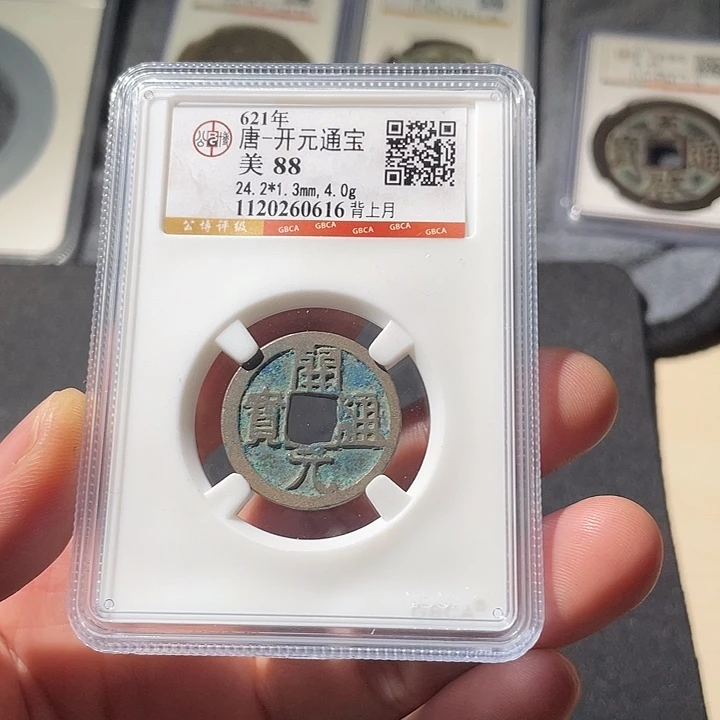 621年
唐-开元通宝
美 88
24.2*1.3mm, 4.0g
1120260616 背上月
公博评级 GBCA GBCA GBCA GBCA GBCA
開
寶 通
元